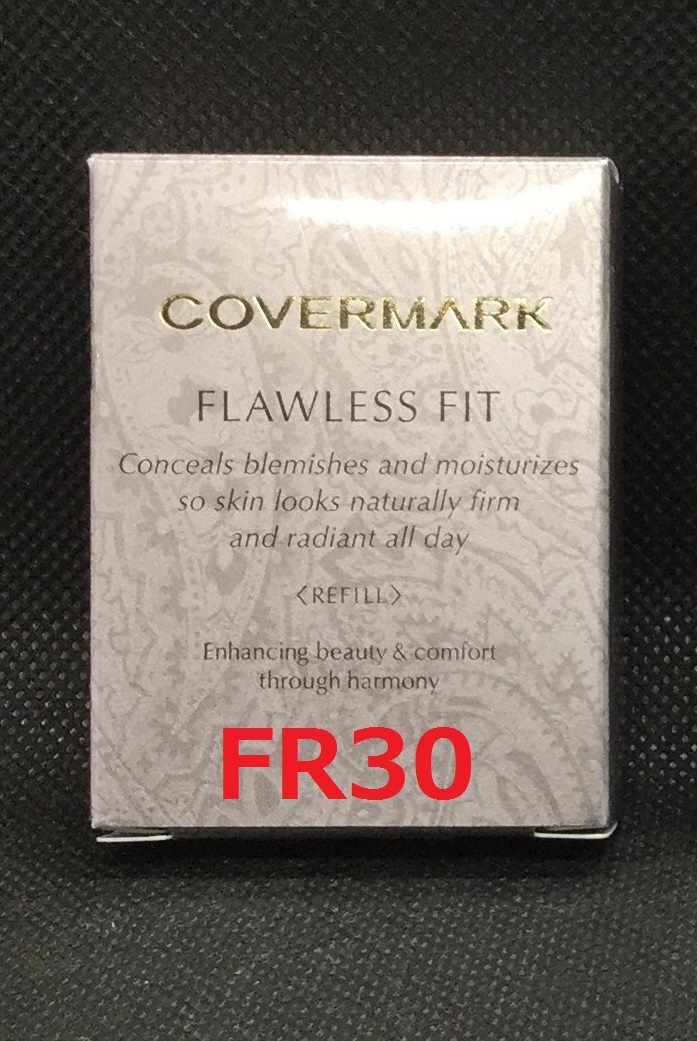 COVERMARK
FLAWLESS FIT
Conceals blemishes and moisturizes
so skin looks naturally firm
and radiant all day
〈REFILL〉
Enhancing beauty & comfort
through harmony
FR30